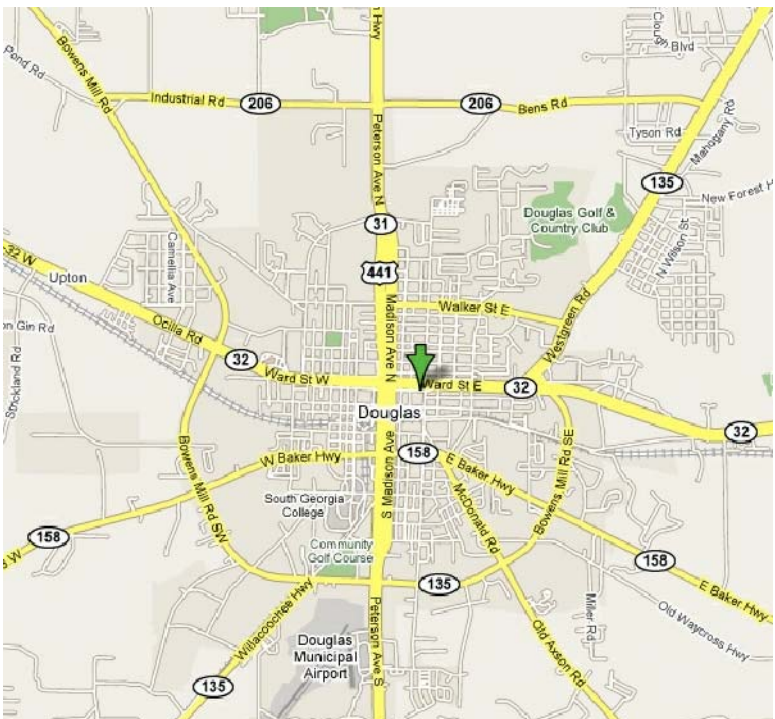 n Hwy
Clough Blvd
Pond Rd
Bowens Mill Rd
Industrial Rd
206
206
Bens Rd
Peterson Ave N
Tyson Rd
Mahogany Rd
135
New Forest H
31
Douglas Golf &
Country Club
N Wilson St
Camellia Ave
32 W
Upton
441
Madison Ave N
Walker St E
Westgreen Rd
on Gin Rd
Ocilla Rd
Strickland Rd
32
Ward St W
Ward St E
32
Douglas
32
S Madison Ave
158
W Baker Hwy
E Baker Hwy
Bowens Mill Rd SE
Bowens Mill Rd SW
McDonald Rd
South Georgia
College
158
W
Community
Golf Course
135
158
E Baker Hwy
Willacoochee Hwy
Peterson Ave S
Miller Rd
Old Waycross Hwy
Old Axson Rd
Douglas
Municipal
Airport
135